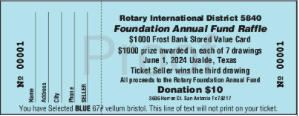 Rotary International District 5840
Foundation Annual Fund Raffle
$1000 Frost Bank Stored Value Card
$1000 prize awarded in each of 7 drawings
June 1, 2024 Uvalde, Texas
Ticket Seller wins the third drawing
All proceeds to the Rotary Foundation Annual Fund
Donation $10
San Antonio Tx 78217
Nº 00001
Name
Address
City
Phone
SELLER
Nº 00001
You have Selected BLUE 67# vellum bristol. This line of text will not print on your ticket.